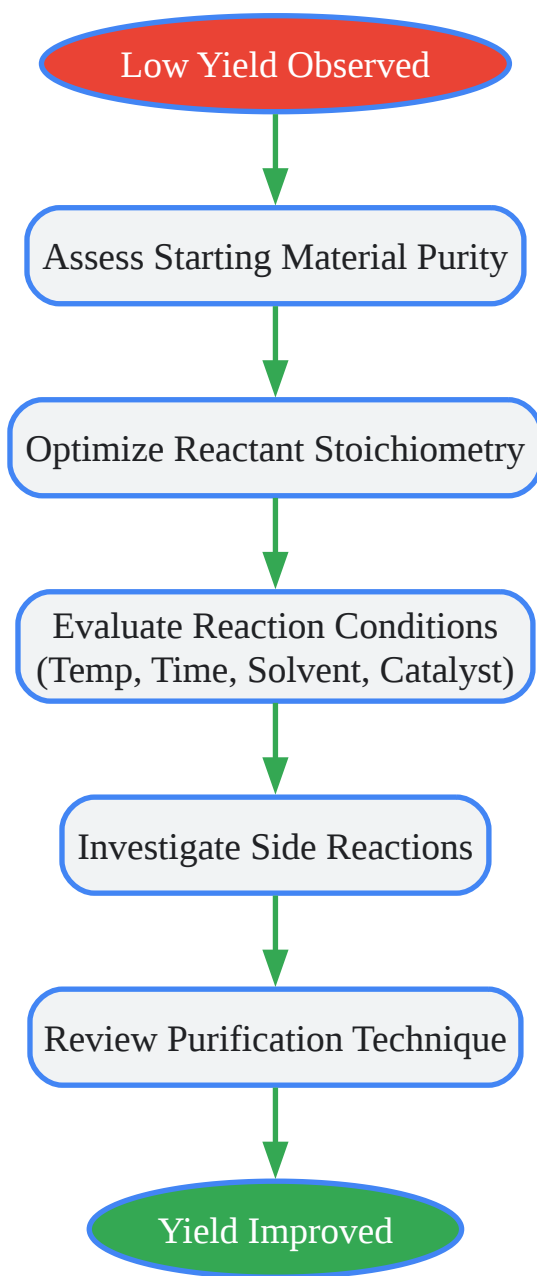 Low Yield Observed
Assess Starting Material Purity
Optimize Reactant Stoichiometry
Evaluate Reaction Conditions
(Temp, Time, Solvent, Catalyst)
Investigate Side Reactions
Review Purification Technique
Yield Improved